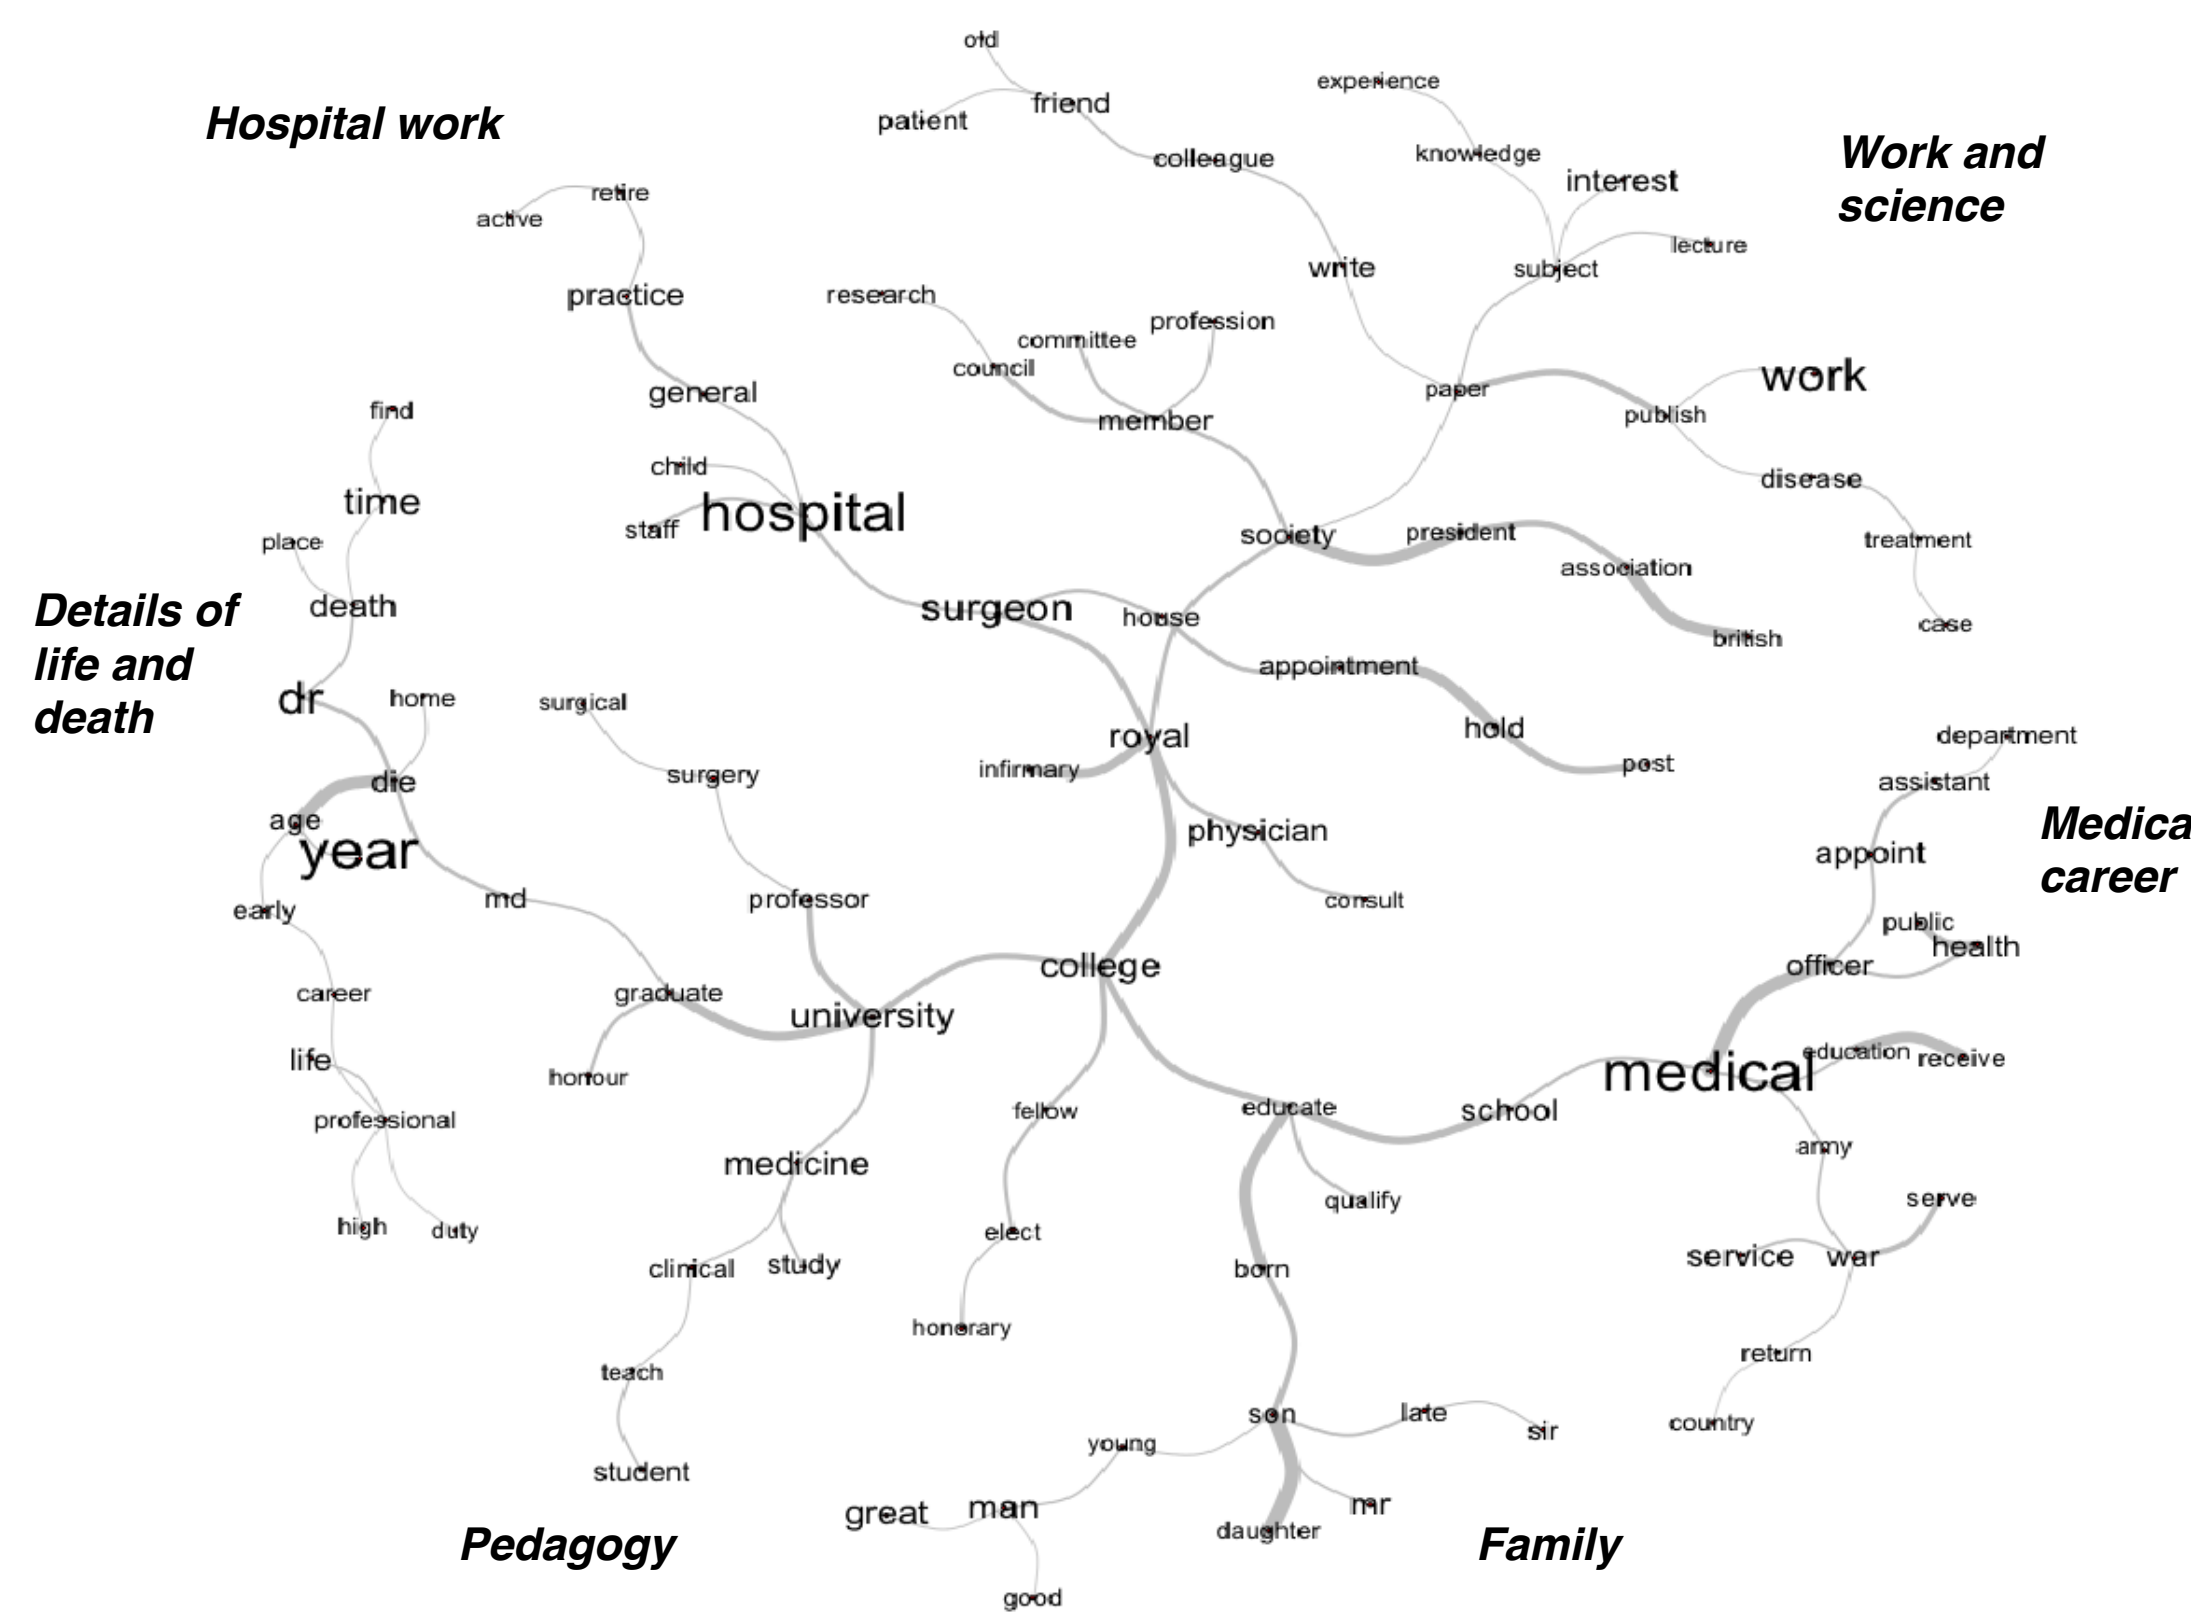 old
experience
Hospital work
friend
patient
colleague
knowledge
Work and
science
interest
retire
active
lecture
write
subject
practice
research
profession
committee
council
work
general
paper
publish
member
find
child
disease
time
hospital
staff
society
president
treatment
place
association
death
surgeon
house
case
british
Details of
life and
death
appointment
dr
home
surgical
hold
department
royal
infirmary
post
surgery
die
assistant
age
Medica
career
physician
year
appoint
early
md
professor
consult
public
health
college
officer
career
graduate
university
education
receive
life
medical
honour
fellow
educate
school
professional
army
medicine
qualify
serve
high
duty
elect
service
war
clinical
study
born
honorary
return
teach
son
late
sir
country
young
student
great
man
mr
daughter
Pedagogy
Family
good